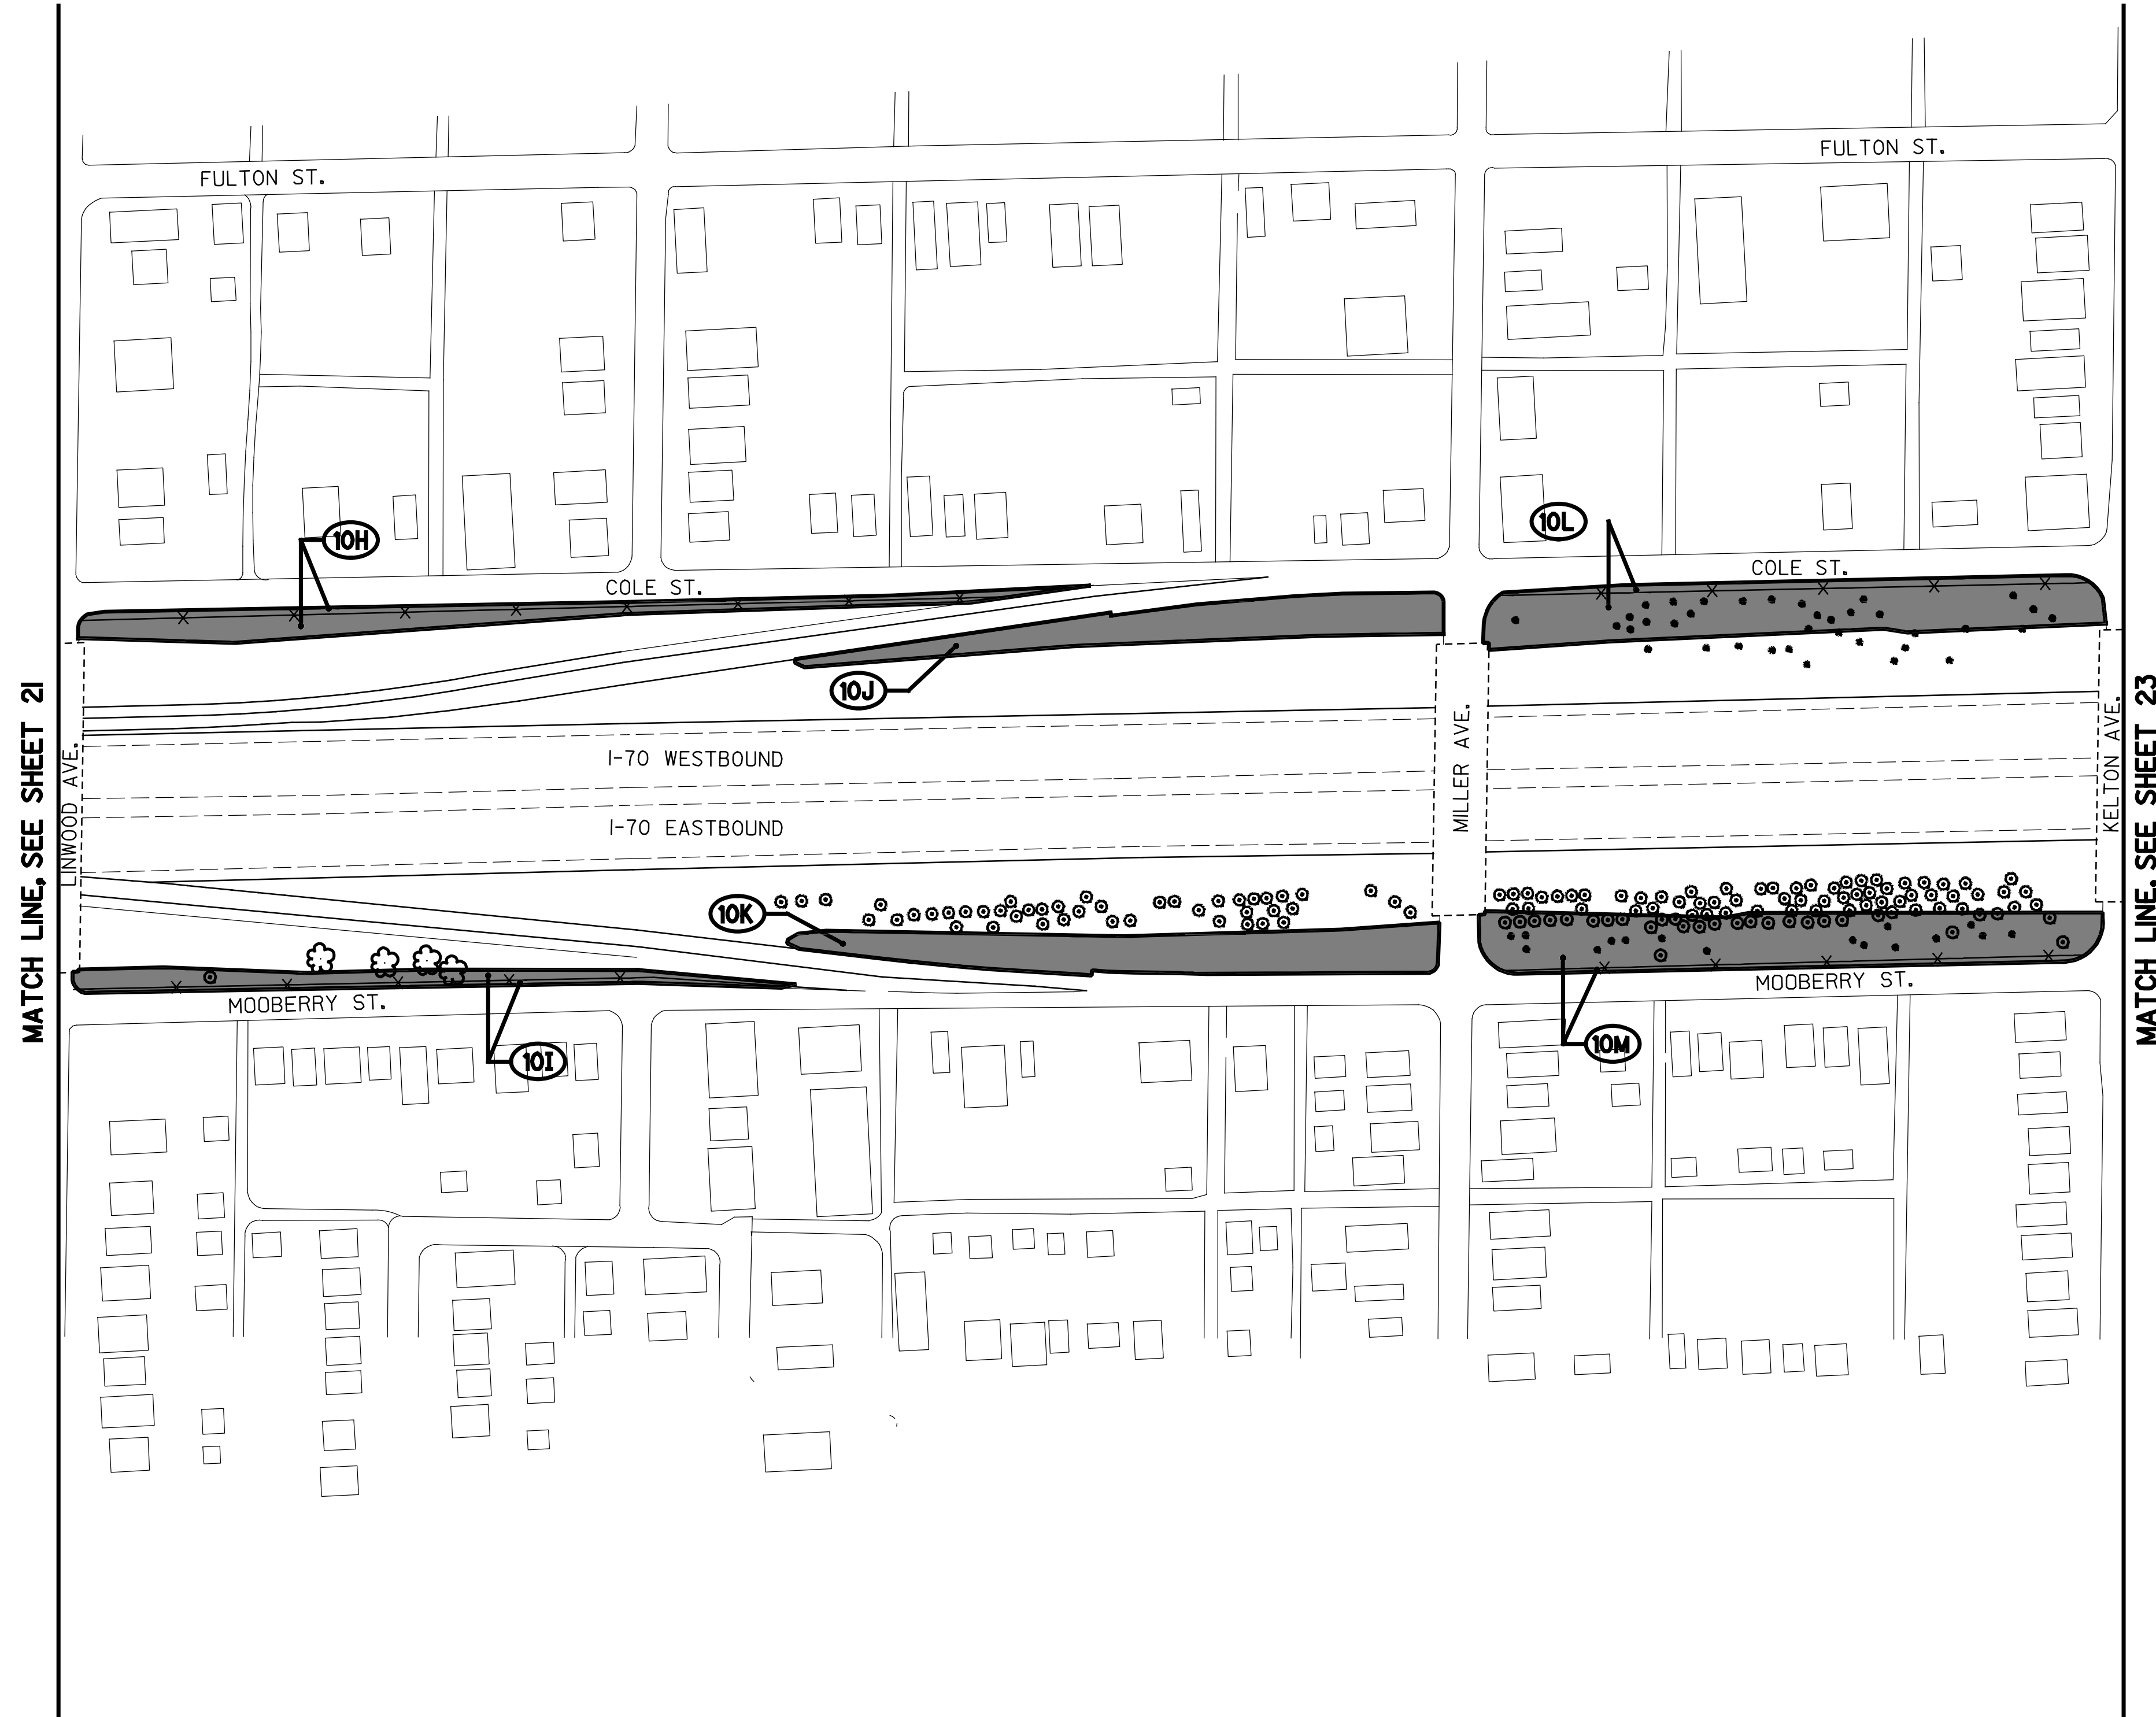 FULTON ST.
FULTON ST.
10H
10L
COLE ST.
COLE ST.
10J
MATCH LINE, SEE SHEET 21
LINWOOD AVE.
I-70 WESTBOUND
I-70 EASTBOUND
MILLER AVE.
KELTON AVE.
MATCH LINE, SEE SHEET 23
10K
MOOBERRY ST.
MOOBERRY ST.
10I
10M